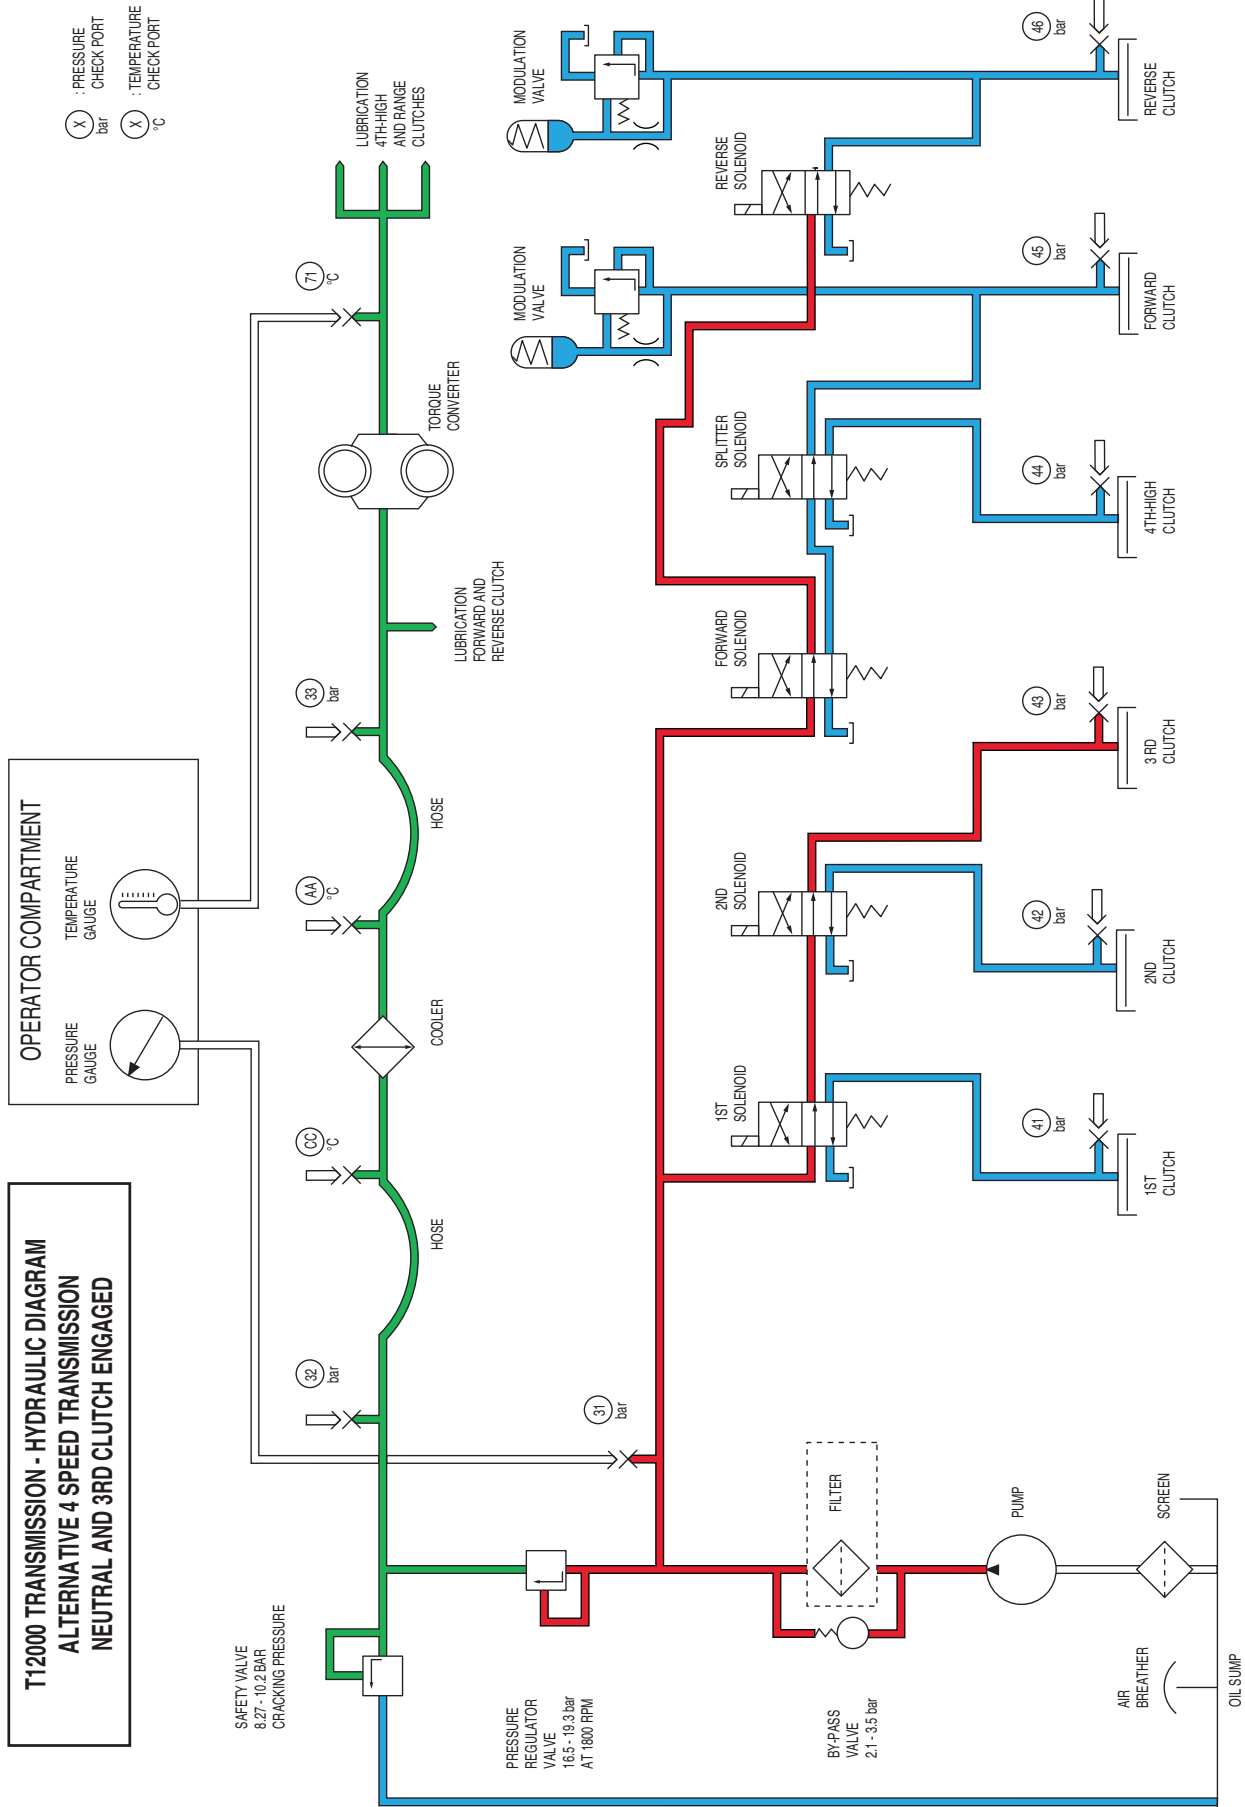 T12000 TRANSMISSION - HYDRAULIC DIAGRAM
ALTERNATIVE 4 SPEED TRANSMISSION
NEUTRAL AND 3RD CLUTCH ENGAGED
OPERATOR COMPARTMENT
PRESSURE
GAUGE
TEMPERATURE
GAUGE
X
bar
: PRESSURE
CHECK PORT
X
°C
: TEMPERATURE
CHECK PORT
SAFETY VALVE
8.27 - 10.2 BAR
CRACKING PRESSURE
32
bar
HOSE
CC
°C
COOLER
AA
°C
HOSE
33
bar
LUBRICATION
FORWARD AND
REVERSE CLUTCH
TORQUE
CONVERTER
71
°C
LUBRICATION
4TH-HIGH
AND RANGE
CLUTCHES
PRESSURE
REGULATOR
VALVE
16.5 - 19.3 bar
AT 1800 RPM
31
bar
MODULATION
VALVE
MODULATION
VALVE
BY-PASS
VALVE
2.1 - 3.5 bar
FILTER
1ST
SOLENOID
2ND
SOLENOID
FORWARD
SOLENOID
SPLITTER
SOLENOID
REVERSE
SOLENOID
PUMP
AIR
BREATHER
SCREEN
OIL SUMP
41
bar
1ST
CLUTCH
42
bar
2ND
CLUTCH
43
bar
3 RD
CLUTCH
44
bar
4TH-HIGH
CLUTCH
45
bar
FORWARD
CLUTCH
46
bar
REVERSE
CLUTCH